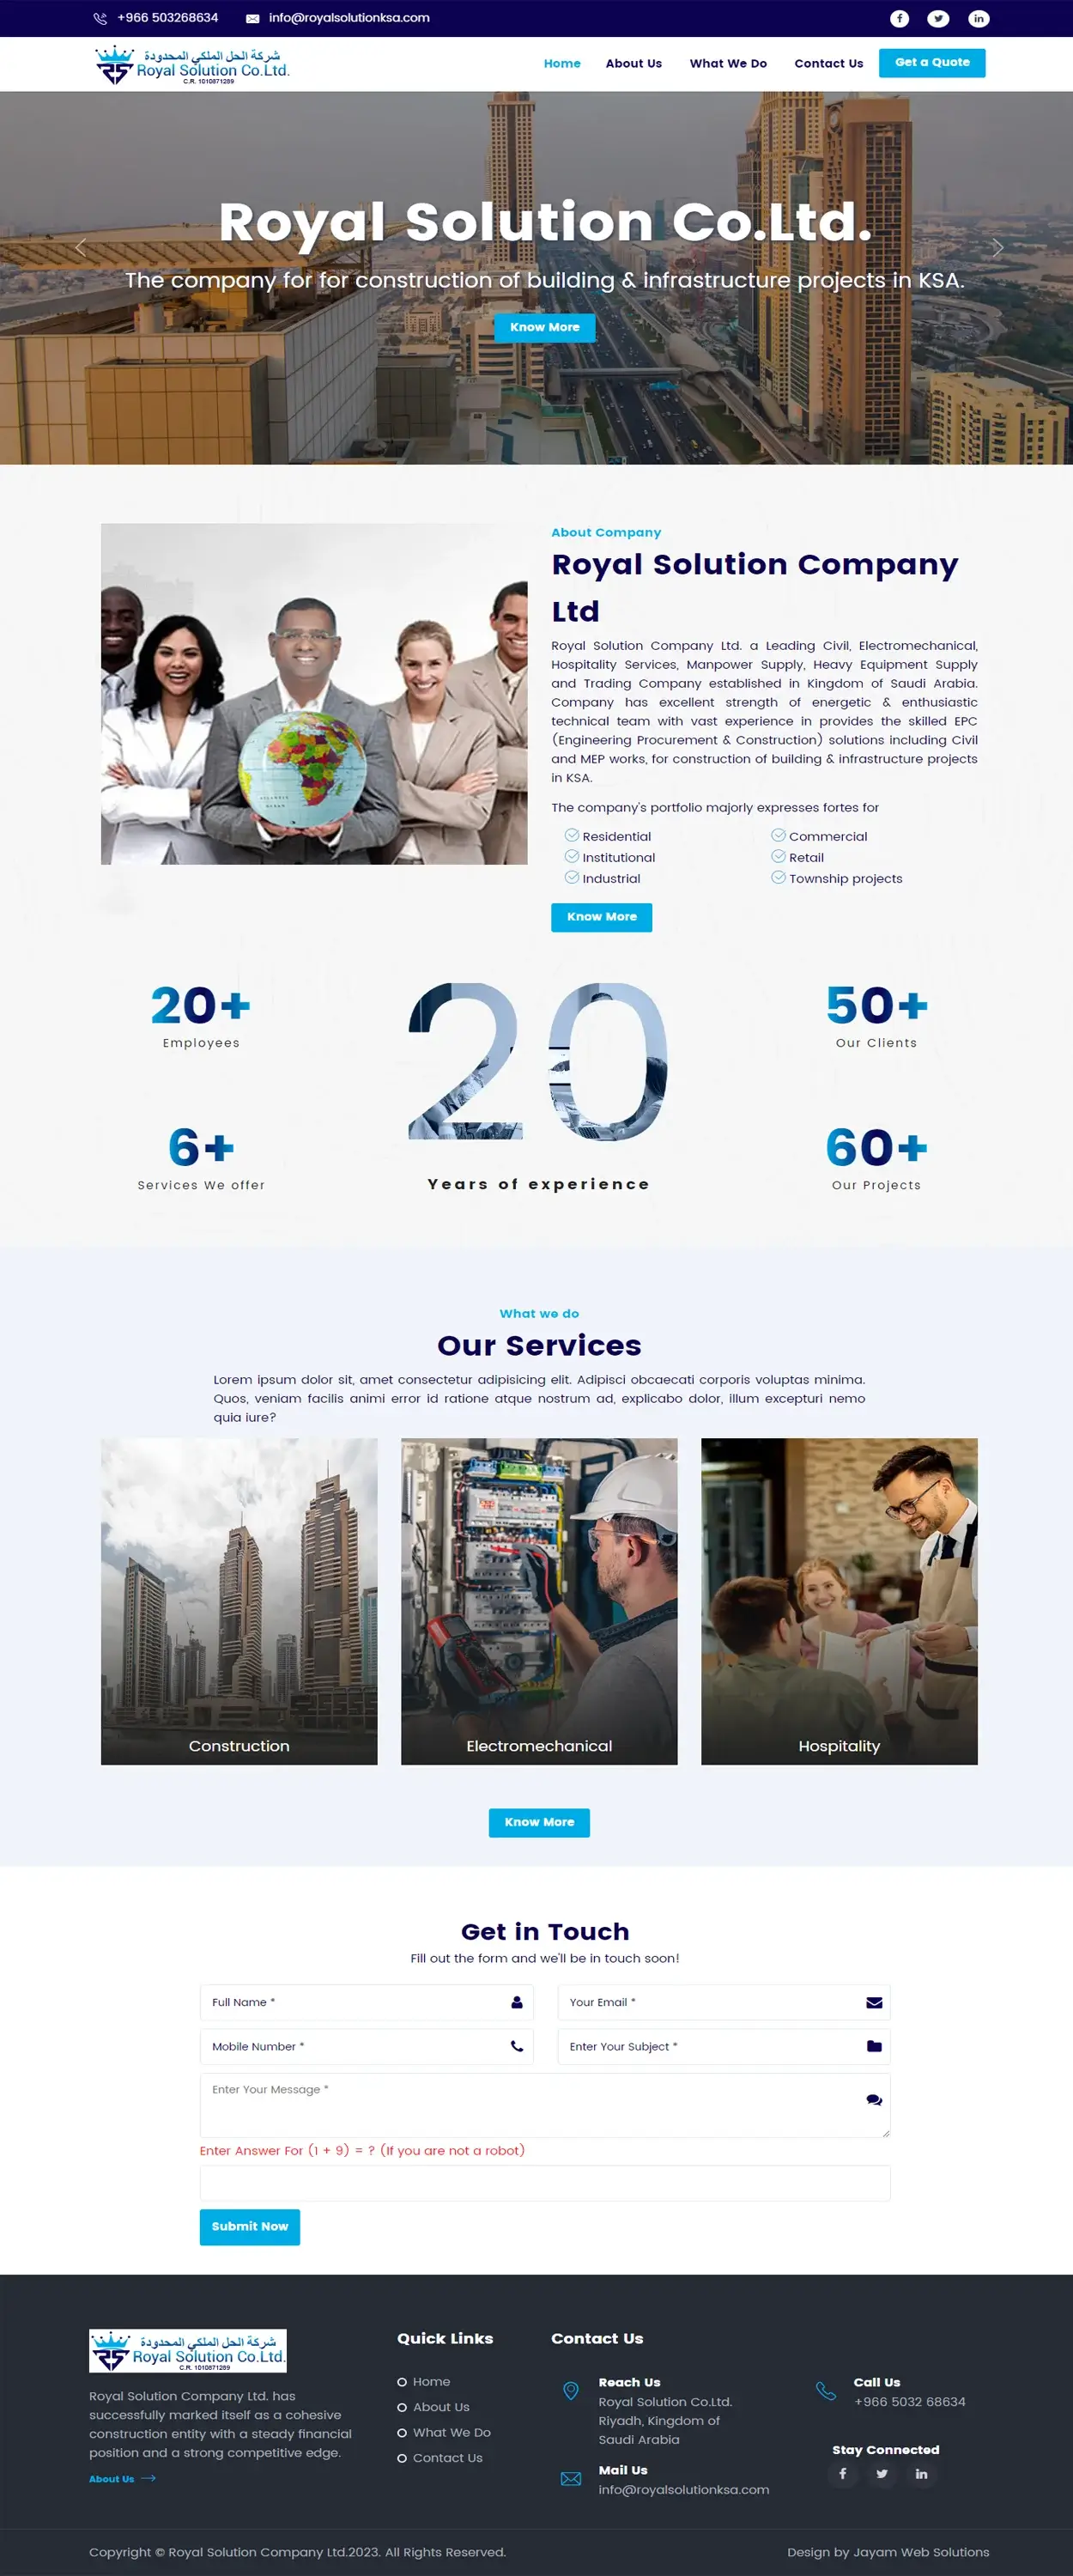 +966 503268634 info@royalsolutionksa.com
شركة الحل الملكي المحدودة
Royal Solution Co.Ltd.
C.R. 1010871289
Home About Us What We Do Contact Us Get a Quote
Royal Solution Co.Ltd.
The company for for construction of building & infrastructure projects in KSA.
Know More
About Company
Royal Solution Company
Ltd
Royal Solution Company Ltd. a Leading Civil, Electromechanical,
Hospitality Services, Manpower Supply, Heavy Equipment Supply
and Trading Company established in Kingdom of Saudi Arabia.
Company has excellent strength of energetic & enthusiastic
technical team with vast experience in provides the skilled EPC
(Engineering Procurement & Construction) solutions including Civil
and MEP works, for construction of building & infrastructure projects
in KSA.
The company's portfolio majorly expresses fortes for
Residential Commercial
Institutional Retail
Industrial Township projects
Know More
20+
Employees
20
50+
Our Clients
6+
Services We offer
Years of experience
60+
Our Projects
What we do
Our Services
Lorem ipsum dolor sit, amet consectetur adipisicing elit. Adipisci obcaecati corporis voluptas minima.
Quos, veniam facilis animi error id ratione atque nostrum ad, explicabo dolor, illum excepturi nemo
quia iure?
Construction Electromechanical Hospitality
Know More
Get in Touch
Fill out the form and we'll be in touch soon!
Full Name * Your Email *
Mobile Number * Enter Your Subject *
Enter Your Message *
Enter Answer For (1 + 9) = ? (If you are not a robot)
Submit Now
شركة الحل الملكي المحدودة
Royal Solution Co.Ltd.
C.R. 1010871289
Royal Solution Company Ltd. has
successfully marked itself as a cohesive
construction entity with a steady financial
position and a strong competitive edge.
About Us
Quick Links
Home
About Us
What We Do
Contact Us
Contact Us
Reach Us
Royal Solution Co.Ltd.
Riyadh, Kingdom of
Saudi Arabia
Mail Us
info@royalsolutionksa.com
Call Us
+966 5032 68634
Stay Connected
Copyright © Royal Solution Company Ltd.2023. All Rights Reserved. Design by Jayam Web Solutions